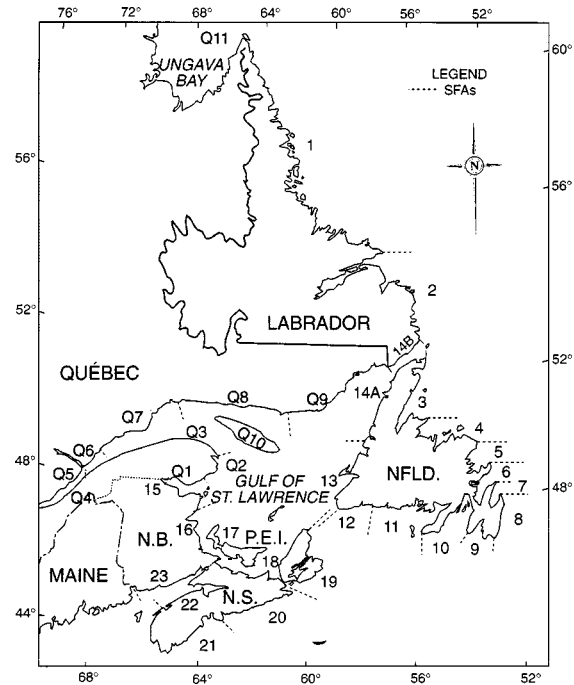 76° 72° 68° 64° 60° 56° 52°
60°
56°
52°
48°
44°
56°
52°
48°
44°
68° 64° 60° 56° 52°
Q11
UNGAVA
BAY
LEGEND
SFAs
N
1
2
LABRADOR
14B
QUÉBEC
Q8
Q9
14A
Q7
3
Q10
4
Q3
Q6
5
Q5
Q1
Q2
GULF OF
ST. LAWRENCE
13
NFLD.
6
7
Q4
15
8
12
11
10
9
16
17
P.E.I.
N.B.
18
MAINE
23
19
22
N.S.
20
21